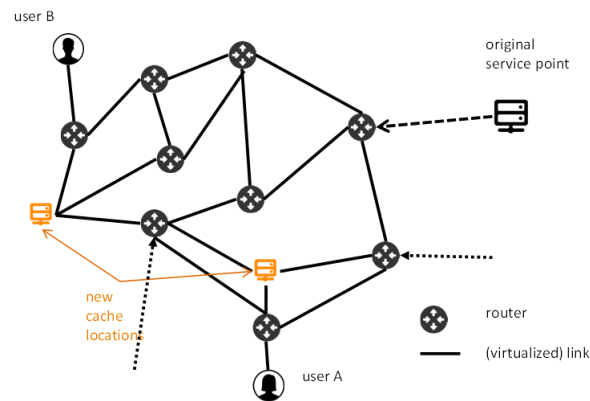 user B
original
service point
new
cache
locations
router
(virtualized) link
user A